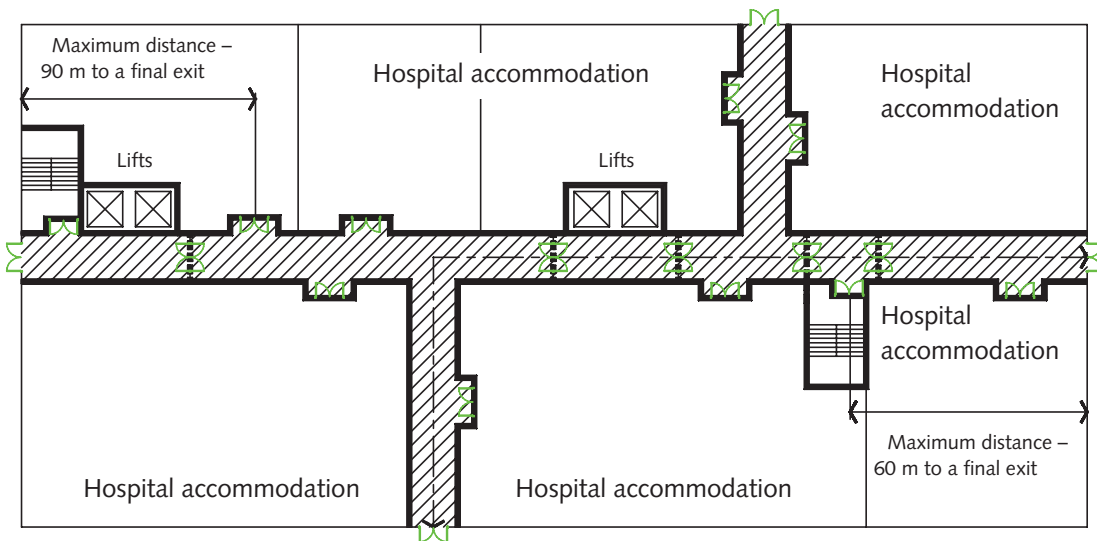 Maximum distance –
90 m to a final exit
Hospital accommodation
Hospital
accommodation
Lifts
Lifts
Hospital
accommodation
Maximum distance –
60 m to a final exit
Hospital accommodation
Hospital accommodation